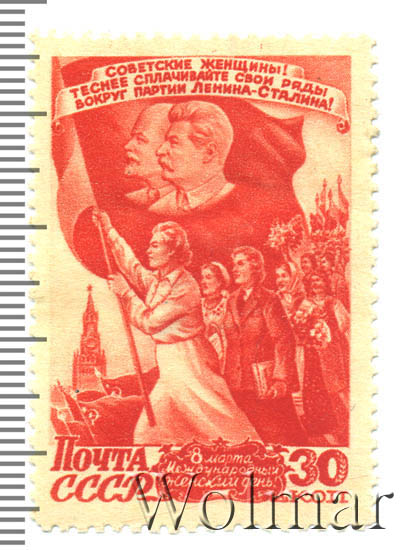 СОВЕТСКИЕ ЖЕНЩИНЫ!
ТЕСНЕЕ СПЛАЧИВАЙТЕ СВОИ РЯДЫ
ВОКРУГ ПАРТИИ ЛЕНИНА-СТАЛИНА!
ПОЧТА
СССР
8 марта
Международный
женский день
30
КОП
Wolmar